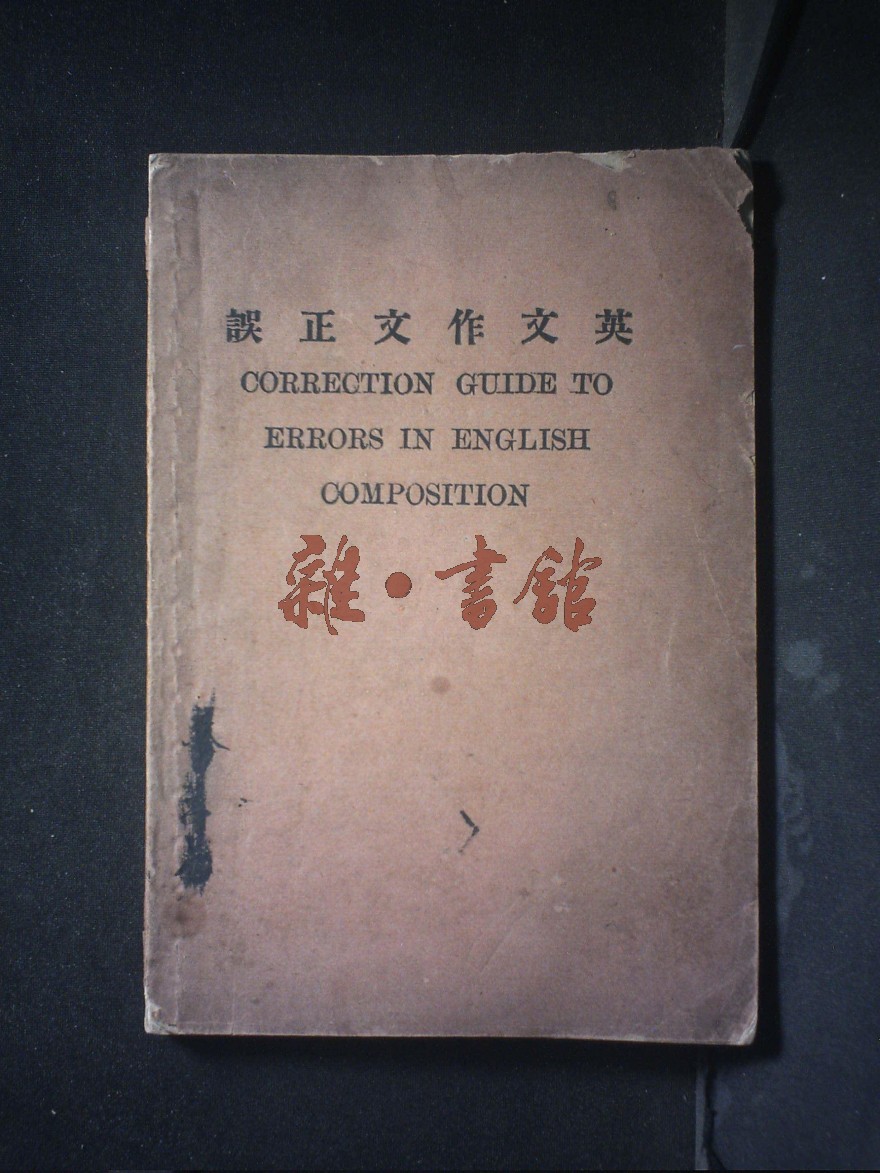 英文作文正誤
CORRECTION GUIDE TO
ERRORS IN ENGLISH
COMPOSITION
雜·書館